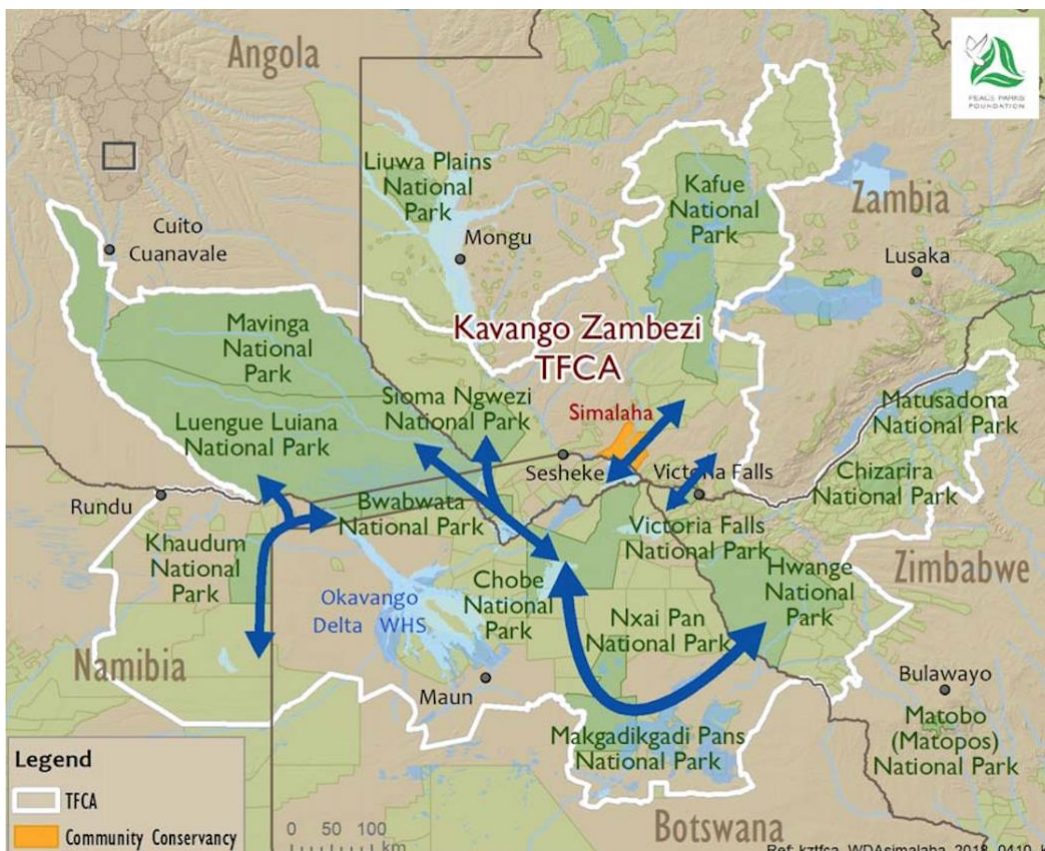 Angola
PEACE PARKS
FOUNDATION
Liuwa Plains
National
Park
Kafue
National
Park
Zambia
Cuito
Cuanavale
Mongu
Lusaka
Mavinga
National
Park
Kavango Zambezi
TFCA
Sioma Ngwezi
National Park
Simalaha
Matusadona
National Park
Luengue Luiana
National Park
Sesheke
Victoria Falls
Chizarira
National Park
Rundu
Bwabwata
National Park
Victoria Falls
National Park
Khaudum
National
Park
Zimbabwe
Hwange
National
Park
Chobe
National
Park
Okavango
Delta WHS
Nxai Pan
National Park
Namibia
Maun
Bulawayo
Matobo
(Matopos)
National Park
Makgadikgadi Pans
National Park
Legend
TFCA
Community Conservancy
0 50 100
km
Botswana